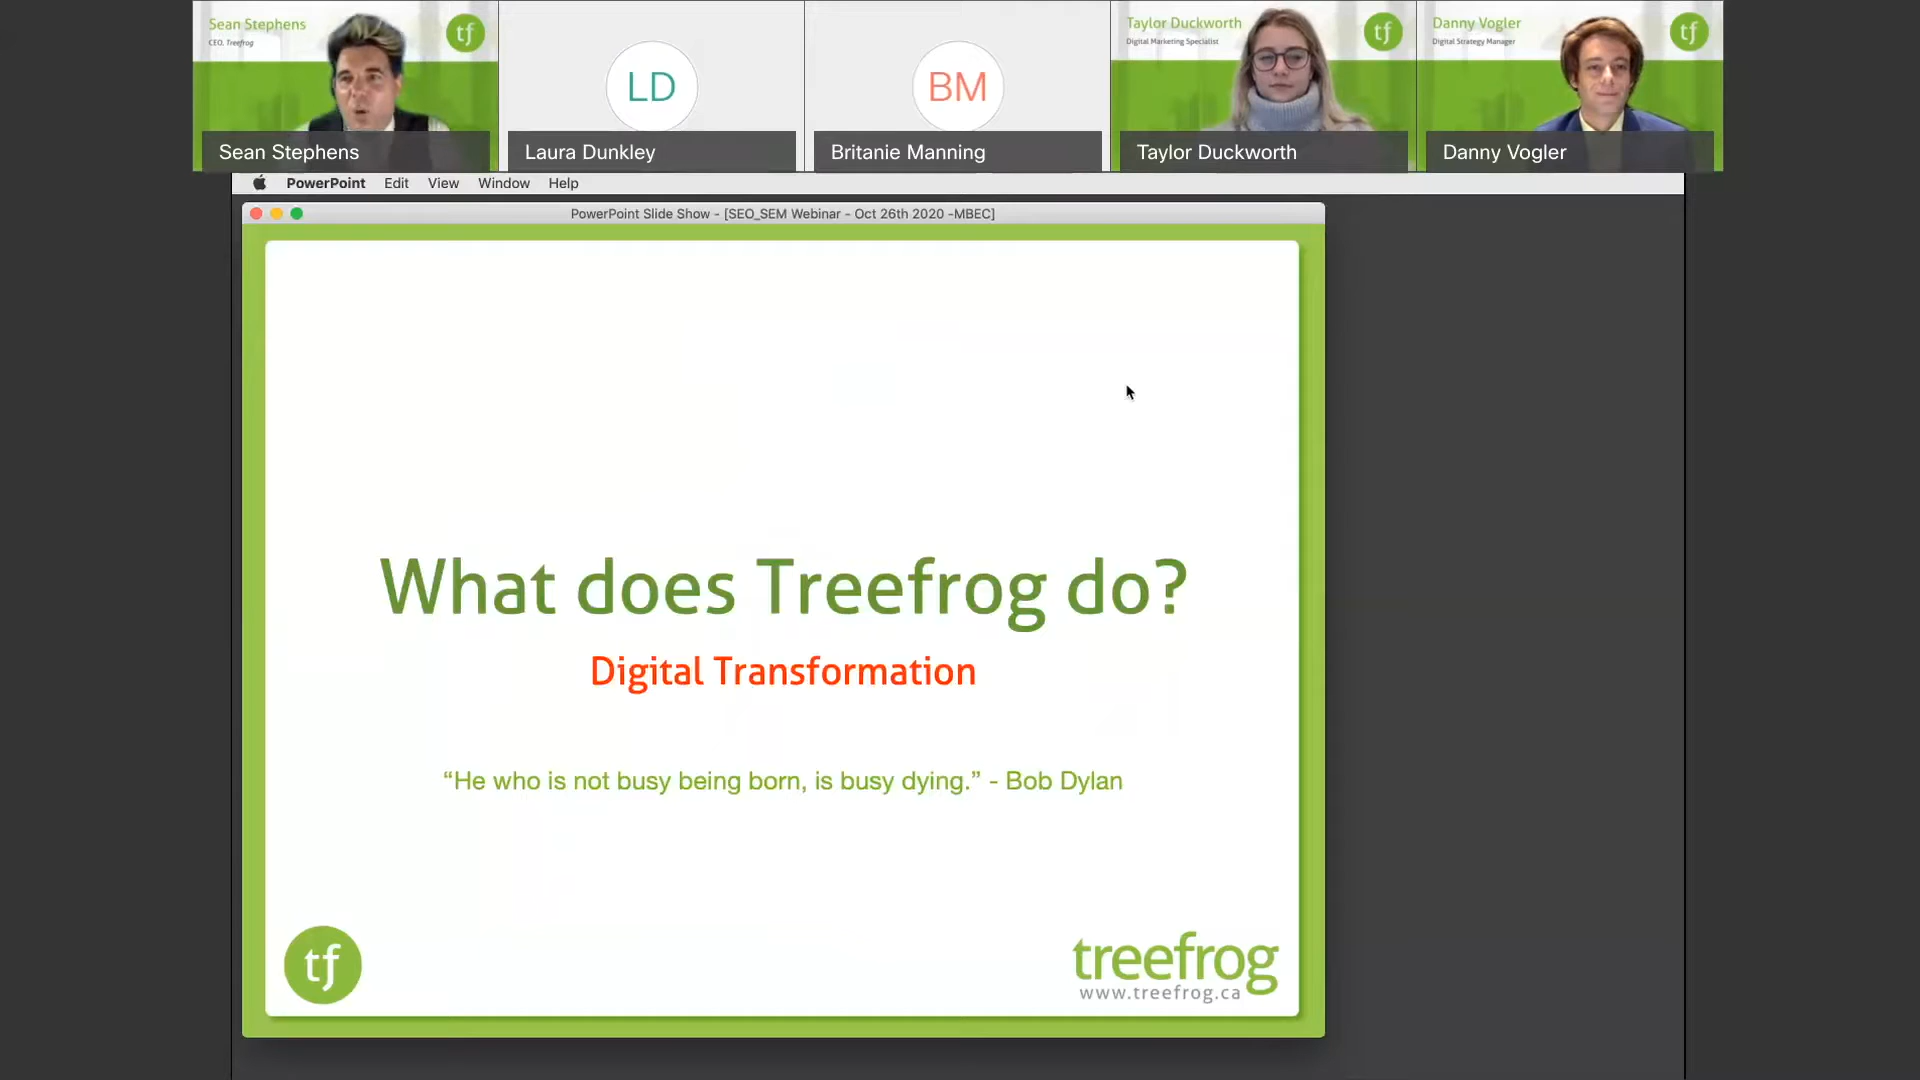 Sean Stephens
CEO, Treefrog
tf
Sean Stephens
LD
Laura Dunkley
BM
Britanie Manning
Taylor Duckworth
Digital Marketing Specialist
tf
Taylor Duckworth
Danny Vogler
Digital Strategy Manager
tf
Danny Vogler
PowerPoint Edit View Window Help
PowerPoint Slide Show - [SEO_SEM Webinar - Oct 26th 2020 -MBEC]
What does Treefrog do?
Digital Transformation
“He who is not busy being born, is busy dying.” - Bob Dylan
tf
treefrog
www.treefrog.ca